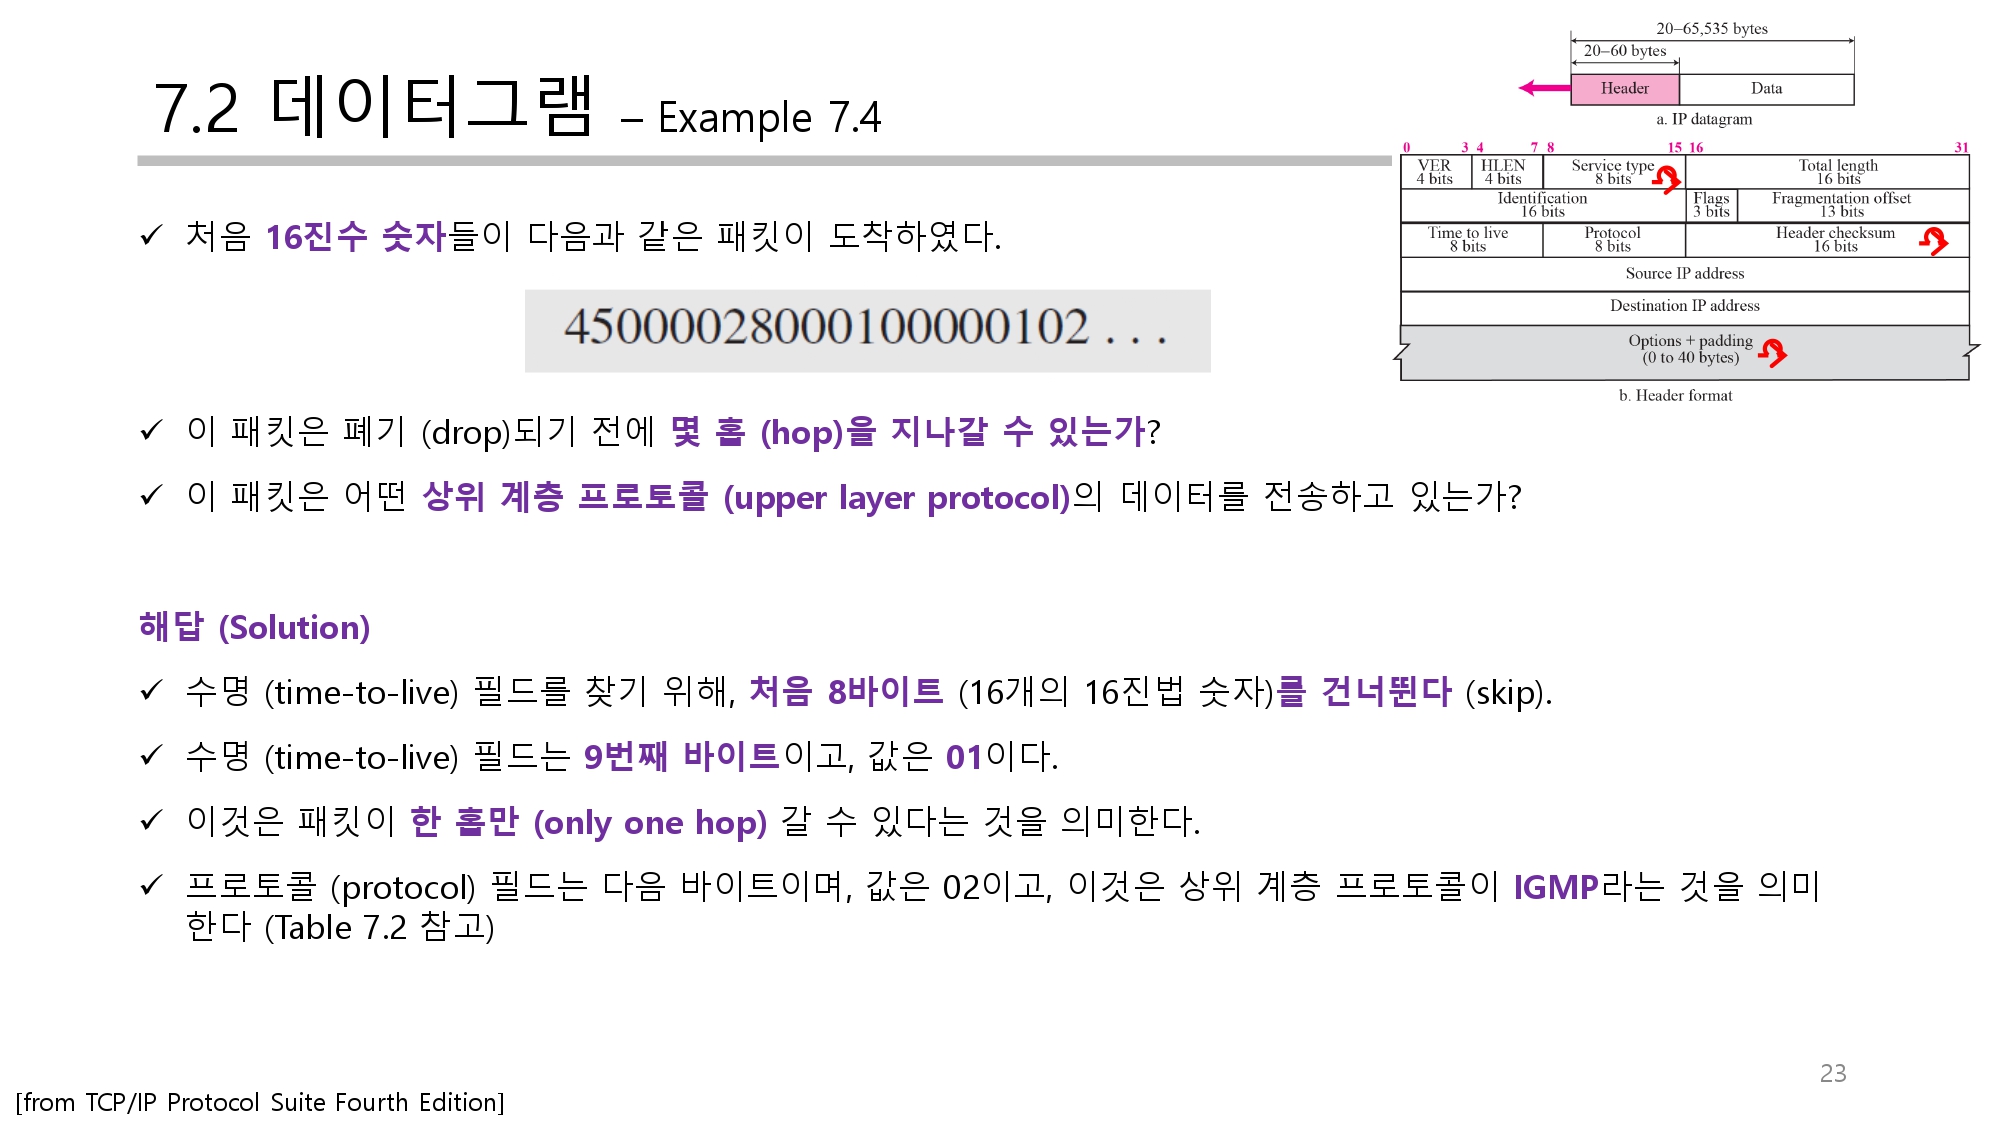 7.2 데이터그램 – Example 7.4
20–65,535 bytes
20–60 bytes
Header
Data
a. IP datagram
0 3 4 7 8 15 16 31
VER
4 bits
HLEN
4 bits
Service type
8 bits
Total length
16 bits
Identification
16 bits
Flags
3 bits
Fragmentation offset
13 bits
Time to live
8 bits
Protocol
8 bits
Header checksum
16 bits
Source IP address
Destination IP address
Options + padding
(0 to 40 bytes)
b. Header format
✓ 처음 16진수 숫자들이 다음과 같은 패킷이 도착하였다.
45000028000100000102 . . .
✓ 이 패킷은 폐기 (drop)되기 전에 몇 홉 (hop)을 지나갈 수 있는가?
✓ 이 패킷은 어떤 상위 계층 프로토콜 (upper layer protocol)의 데이터를 전송하고 있는가?
해답 (Solution)
✓ 수명 (time-to-live) 필드를 찾기 위해, 처음 8바이트 (16개의 16진법 숫자)를 건너뛴다 (skip).
✓ 수명 (time-to-live) 필드는 9번째 바이트이고, 값은 01이다.
✓ 이것은 패킷이 한 홉만 (only one hop) 갈 수 있다는 것을 의미한다.
✓ 프로토콜 (protocol) 필드는 다음 바이트이며, 값은 02이고, 이것은 상위 계층 프로토콜이 IGMP라는 것을 의미
한다 (Table 7.2 참고)
23
[from TCP/IP Protocol Suite Fourth Edition]